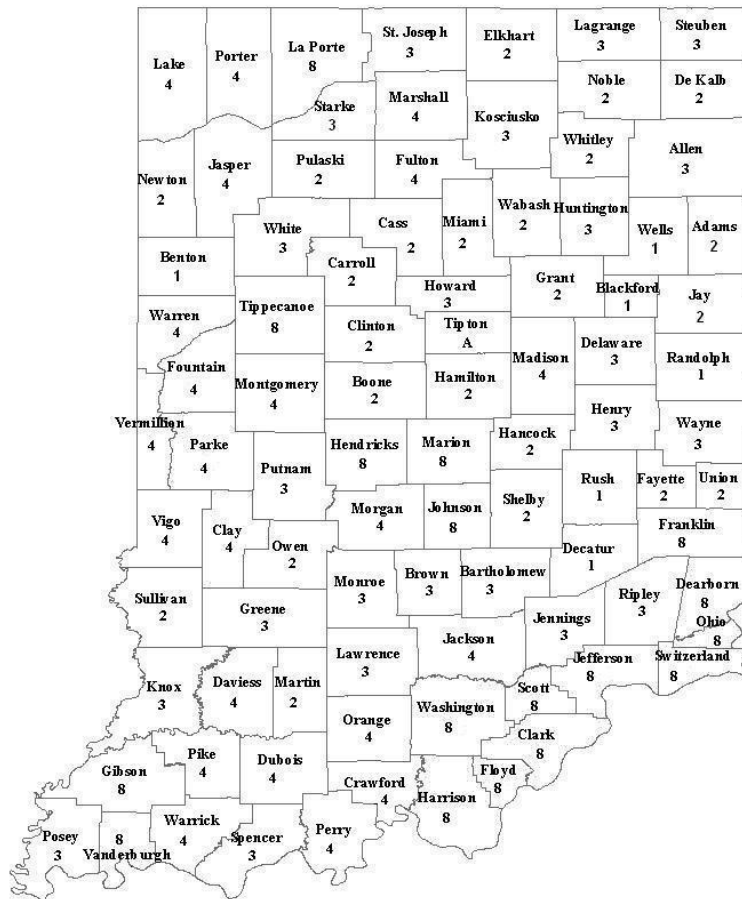 Lake
4
Porter
4
La Porte
8
St. Joseph
3
Elkhart
2
Lagrange
3
Steuben
3
Noble
2
De Kalb
2
Starke
3
Marshall
4
Kosciusko
3
Whitley
2
Allen
3
Newton
2
Jasper
4
Pulaski
2
Fulton
4
White
3
Cass
2
Miami
2
Wabash
2
Huntington
3
Wells
1
Adams
2
Benton
1
Carroll
2
Howard
3
Grant
2
Blackford
1
Jay
2
Warren
4
Tippecanoe
8
Clinton
2
Tipton
A
Madison
4
Delaware
3
Randolph
1
Fountain
4
Montgomery
4
Boone
2
Hamilton
2
Henry
3
Wayne
3
Vermillion
4
Parke
4
Putnam
3
Hendricks
8
Marion
8
Hancock
2
Rush
1
Fayette
2
Union
2
Vigo
4
Clay
4
Owen
2
Morgan
4
Johnson
8
Shelby
2
Franklin
8
Decatur
1
Sullivan
2
Greene
3
Monroe
3
Brown
3
Bartholomew
3
Jennings
3
Ripley
3
Dearborn
8
Ohio
8
Knox
3
Daviess
4
Martin
2
Lawrence
3
Jackson
4
Jefferson
8
Switzerland
8
Scott
8
Orange
4
Washington
8
Clark
8
Gibson
8
Pike
4
Dubois
4
Crawford
4
Harrison
8
Floyd
8
Posey
3
8
Vanderburgh
Warrick
4
Spencer
3
Perry
4